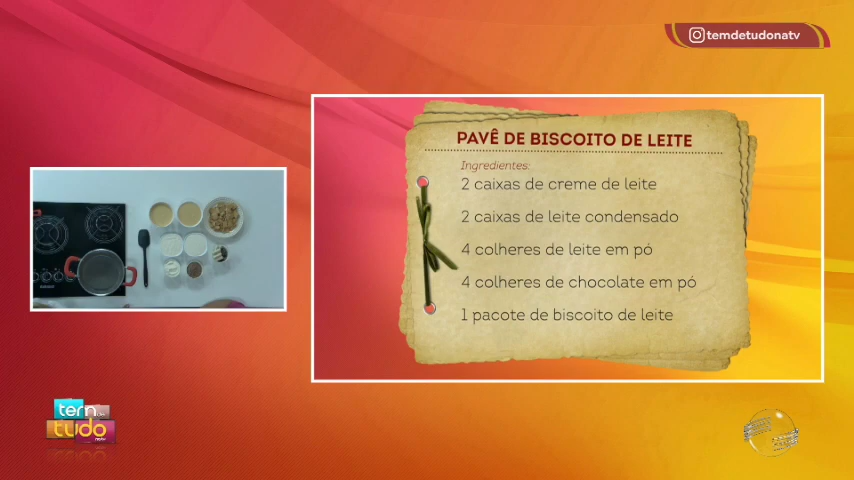 temdetudonatv
PAVÊ DE BISCOITO DE LEITE
Ingredientes:
2 caixas de creme de leite
2 caixas de leite condensado
4 colheres de leite em pó
4 colheres de chocolate em pó
1 pacote de biscoito de leite
tem de
tudo